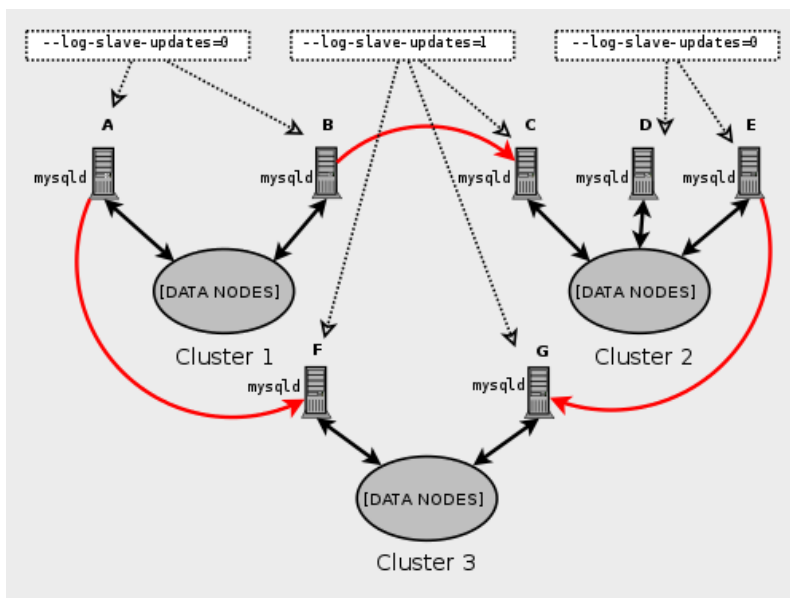 --log-slave-updates=0
--log-slave-updates=1
--log-slave-updates=0
A
B
C
D
E
mysqld
mysqld
mysqld
mysqld
mysqld
[DATA NODES]
[DATA NODES]
Cluster 1
Cluster 2
F
G
mysqld
mysqld
[DATA NODES]
Cluster 3